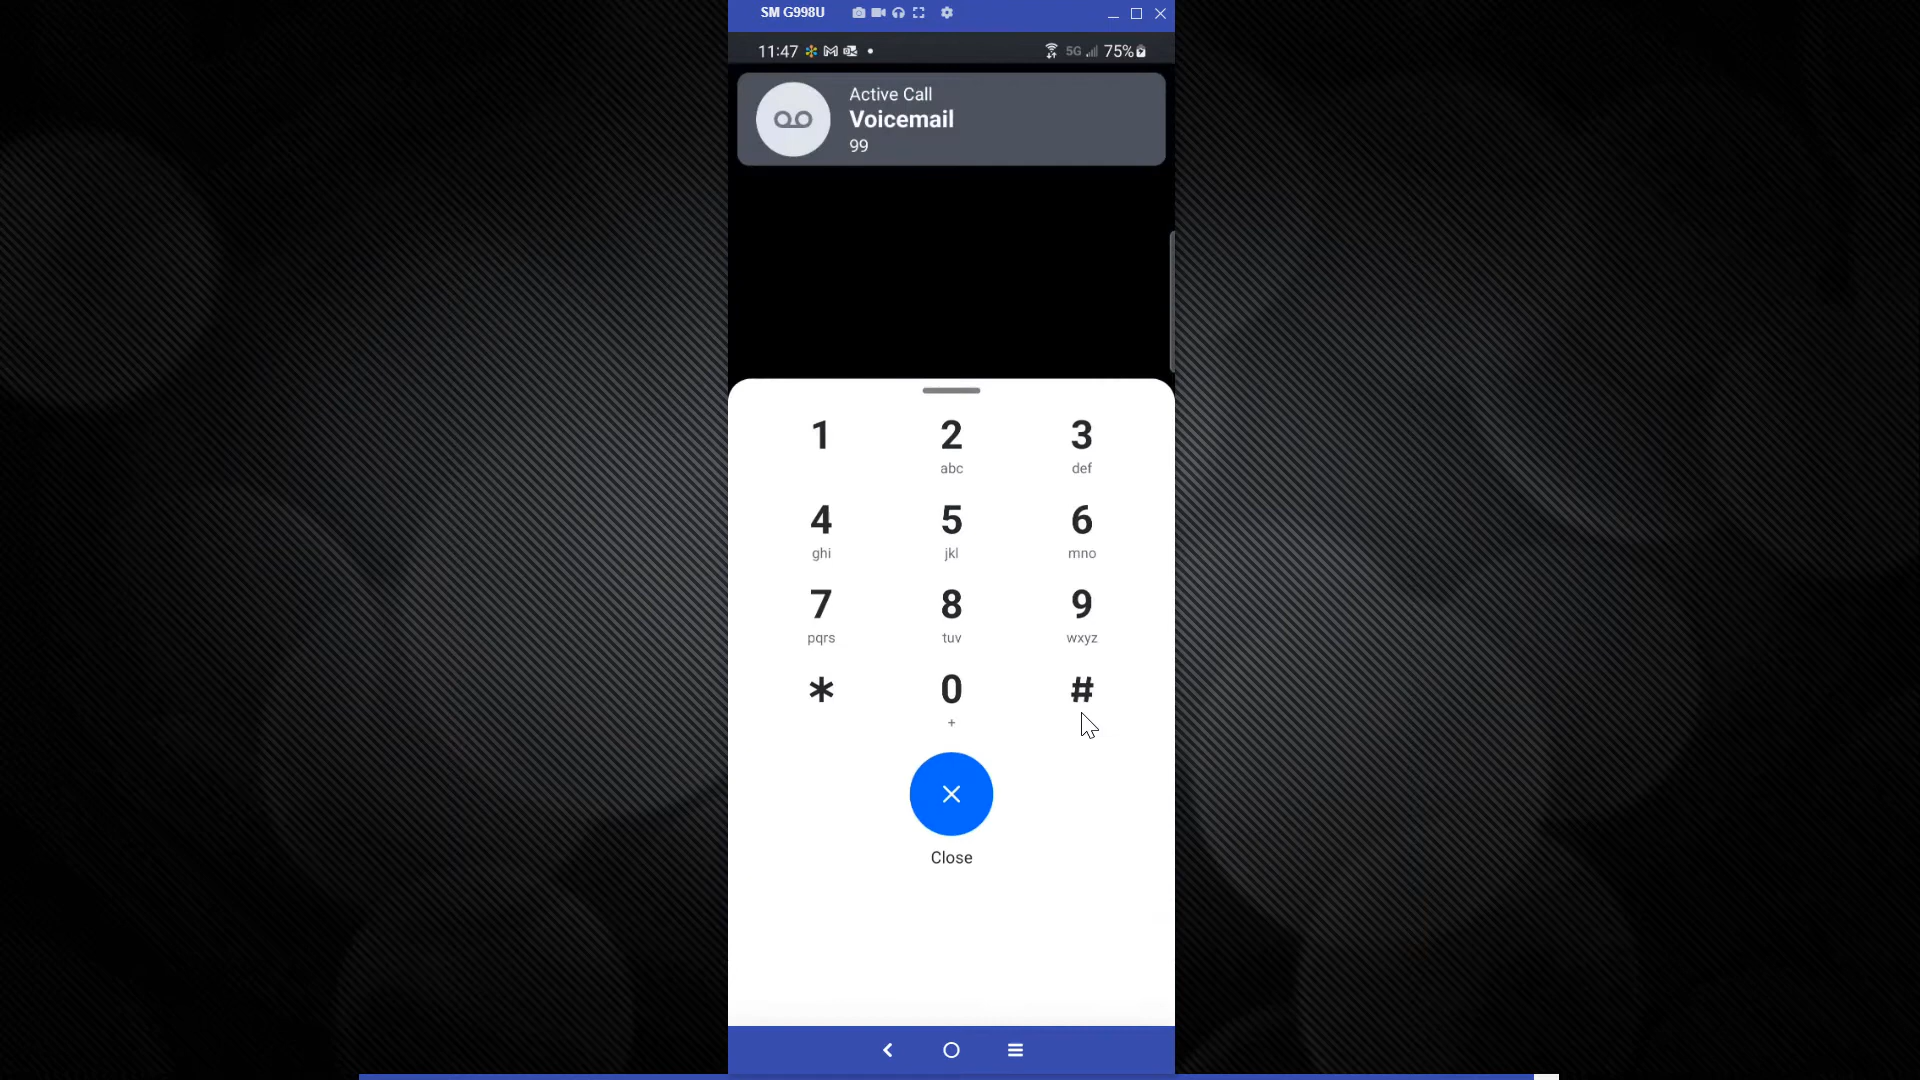 SM G998U
11:47 5G 75%
Active Call
Voicemail
99
1 2 3
abc def
4 5 6
ghi jkl mno
7 8 9
pqrs tuv wxyz
* 0 #
+
Close